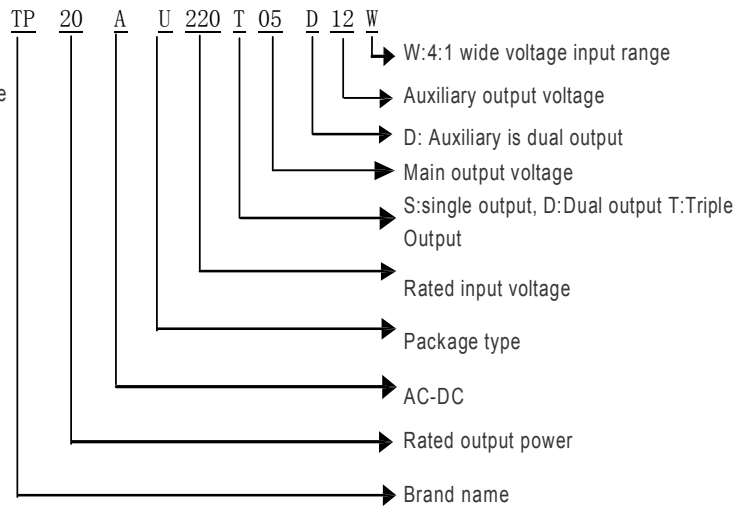 TP 20 A U 220 T 05 D 12 W
W:4:1 wide voltage input range
e
Auxiliary output voltage
D: Auxiliary is dual output
Main output voltage
S:single output, D:Dual output T:Triple
Output
Rated input voltage
Package type
AC-DC
Rated output power
Brand name